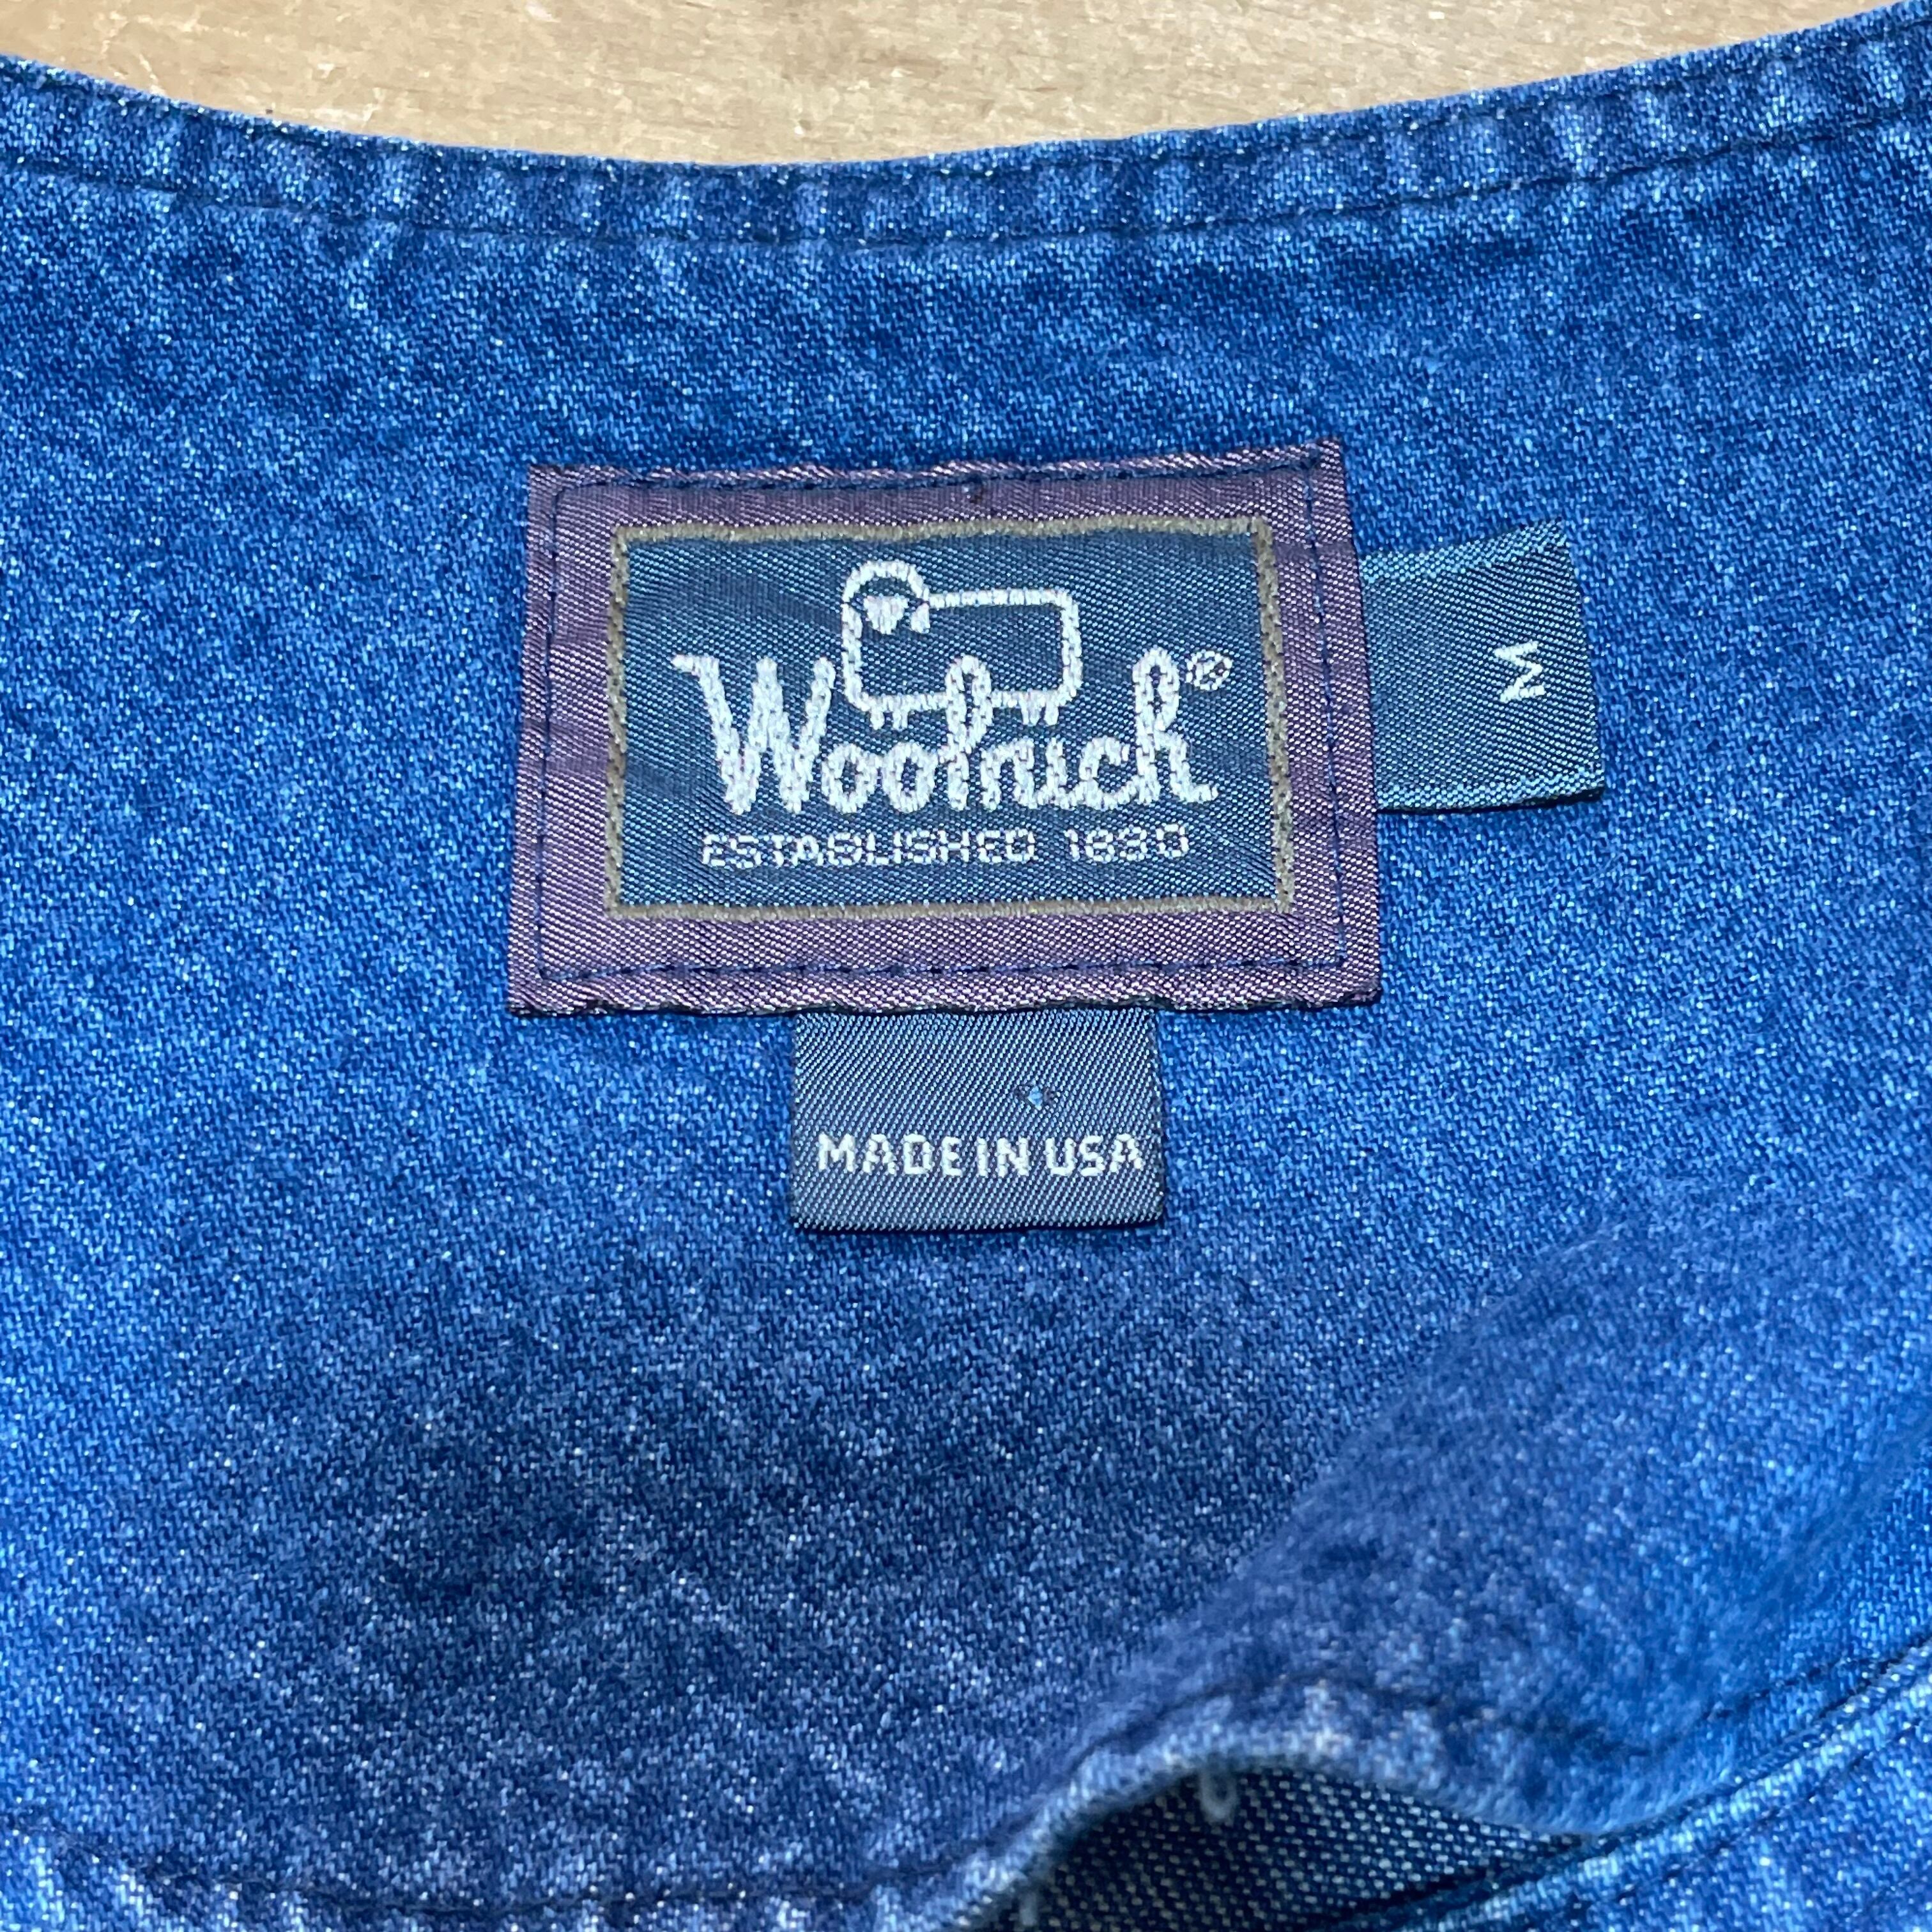 Woolrich®
ESTABLISHED 1830
M
MADE IN USA